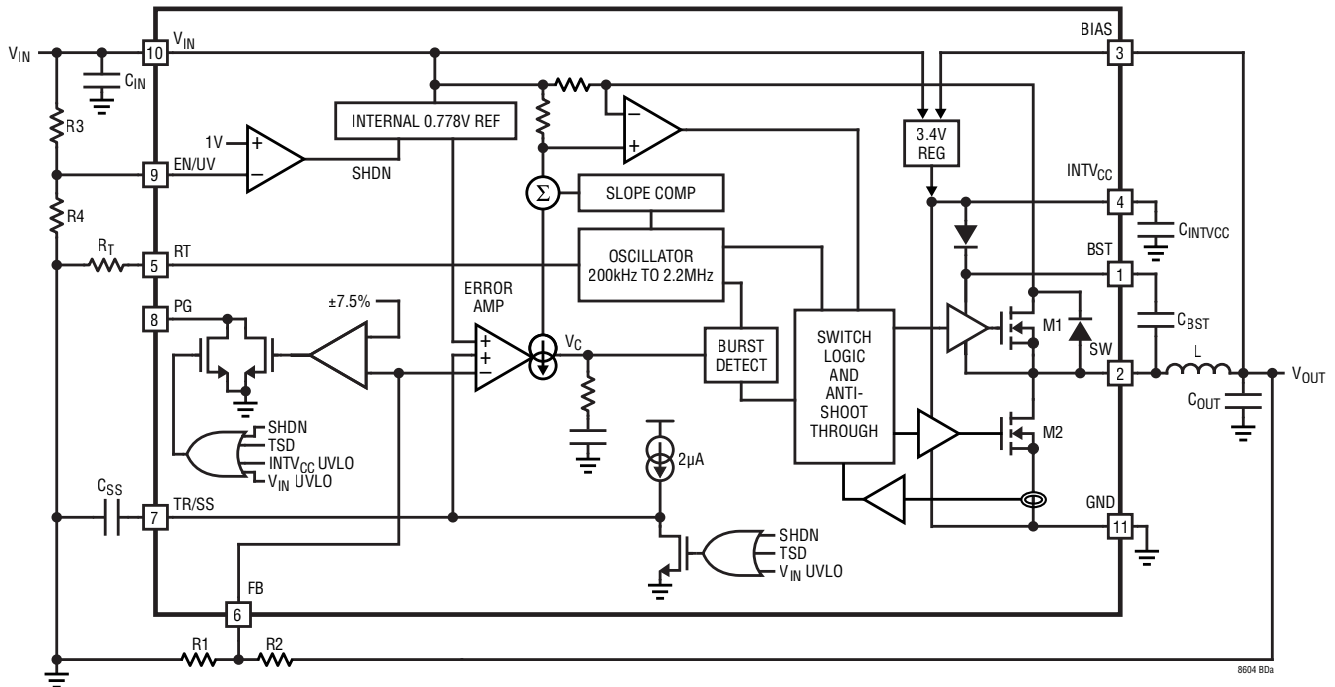 V_IN
V_IN
10
BIAS
3
C_IN
R3
INTERNAL 0.778V REF
1V
+
−
−
+
3.4V
REG
INTV_CC
EN/UV
9
SHDN
Σ
SLOPE COMP
4
C_INTVCC
R4
R_T
RT
5
OSCILLATOR
200kHz TO 2.2MHz
BST
1
PG
8
±7.5%
ERROR
AMP
+
+
−
V_C
BURST
DETECT
SWITCH
LOGIC
AND
ANTI-
SHOOT
THROUGH
M1
SW
2
C_BST
L
V_OUT
C_OUT
M2
SHDN
TSD
INTV_CC UVLO
V_IN UVLO
2µA
C_SS
TR/SS
7
GND
11
SHDN
TSD
V_IN UVLO
FB
6
R1
R2
8604 BDa